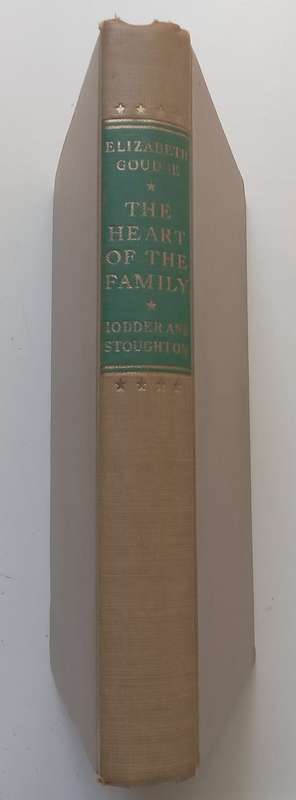 ELIZABETH
GOUDGE
THE
HEART
OF THE
FAMILY
HODDER AND
STOUGHTON